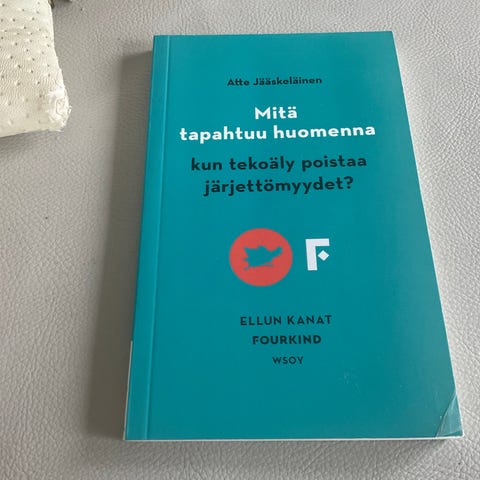 Atte Jääskeläinen
Mitä
tapahtuu huomenna
kun tekoäly poistaa
järjettömyydet?
F
ELLUN KANAT
FOURKIND
WSOY